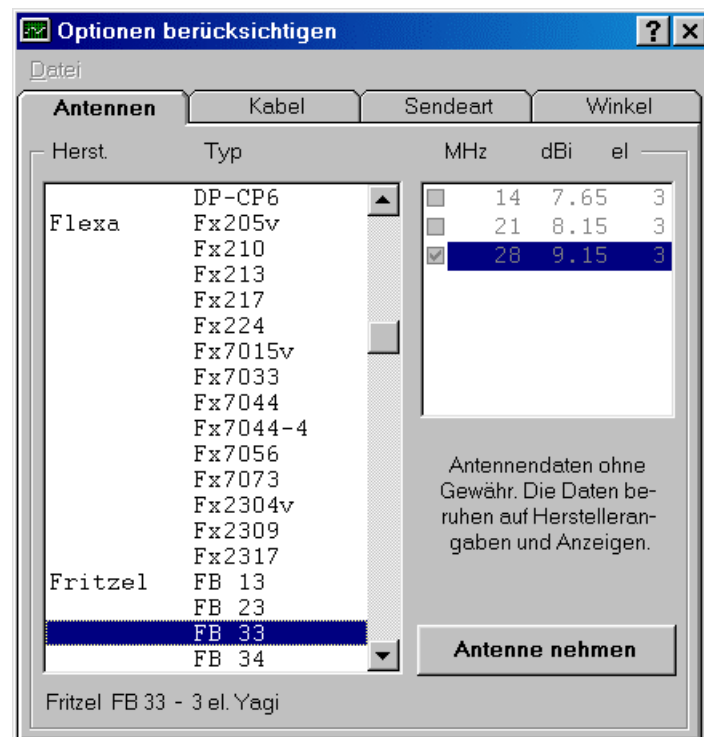 Optionen berücksichtigen
Datei
Antennen Kabel Sendeart Winkel
Herst. Typ
DP-CP6
Flexa Fx205v
Fx210
Fx213
Fx217
Fx224
Fx7015v
Fx7033
Fx7044
Fx7044-4
Fx7056
Fx7073
Fx2304v
Fx2309
Fx2317
Fritzel FB 13
FB 23
FB 33
FB 34
Fritzel FB 33 - 3 el. Yagi
MHz dBi el
14 7.65 3
21 8.15 3
28 9.15 3
Antennendaten ohne
Gewähr. Die Daten be-
ruhen auf Herstelleran-
gaben und Anzeigen.
Antenne nehmen